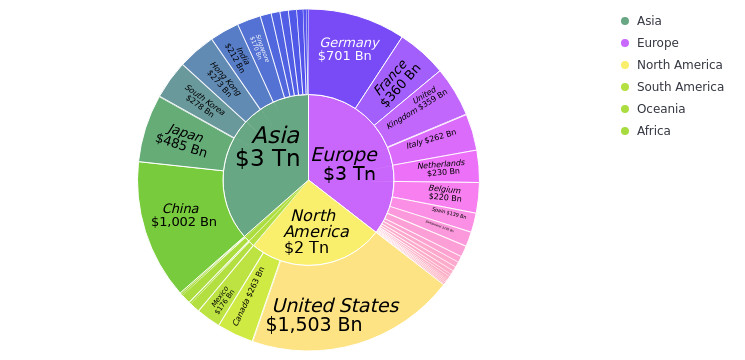 Germany
$701 Bn
France
$360 Bn
United
Kingdom $359 Bn
Italy $262 Bn
Netherlands
$230 Bn
Belgium
$220 Bn
Spain $139 Bn
United States
$1,503 Bn
Canada $263 Bn
Mexico
$176 Bn
China
$1,002 Bn
Japan
$485 Bn
South Korea
$278 Bn
Hong Kong
$273 Bn
India
$212 Bn
Singapore
$170 Bn
Asia
$3 Tn
Europe
$3 Tn
North
America
$2 Tn
Asia
Europe
North America
South America
Oceania
Africa